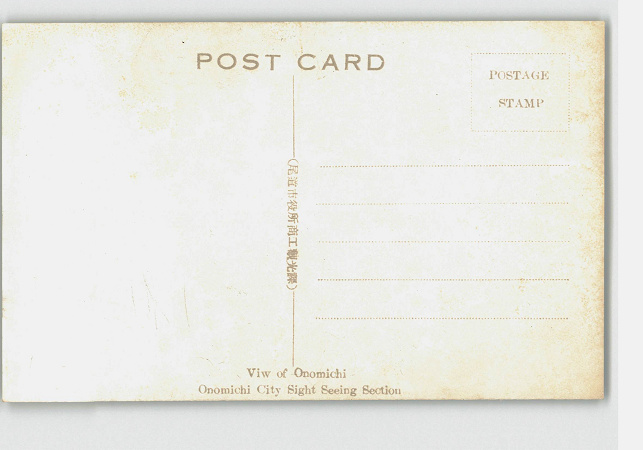 POST CARD
POSTAGE
STAMP
(尾道市役所商工観光課)
Viw of Onomichi
Onomichi City Sight Seeing Section